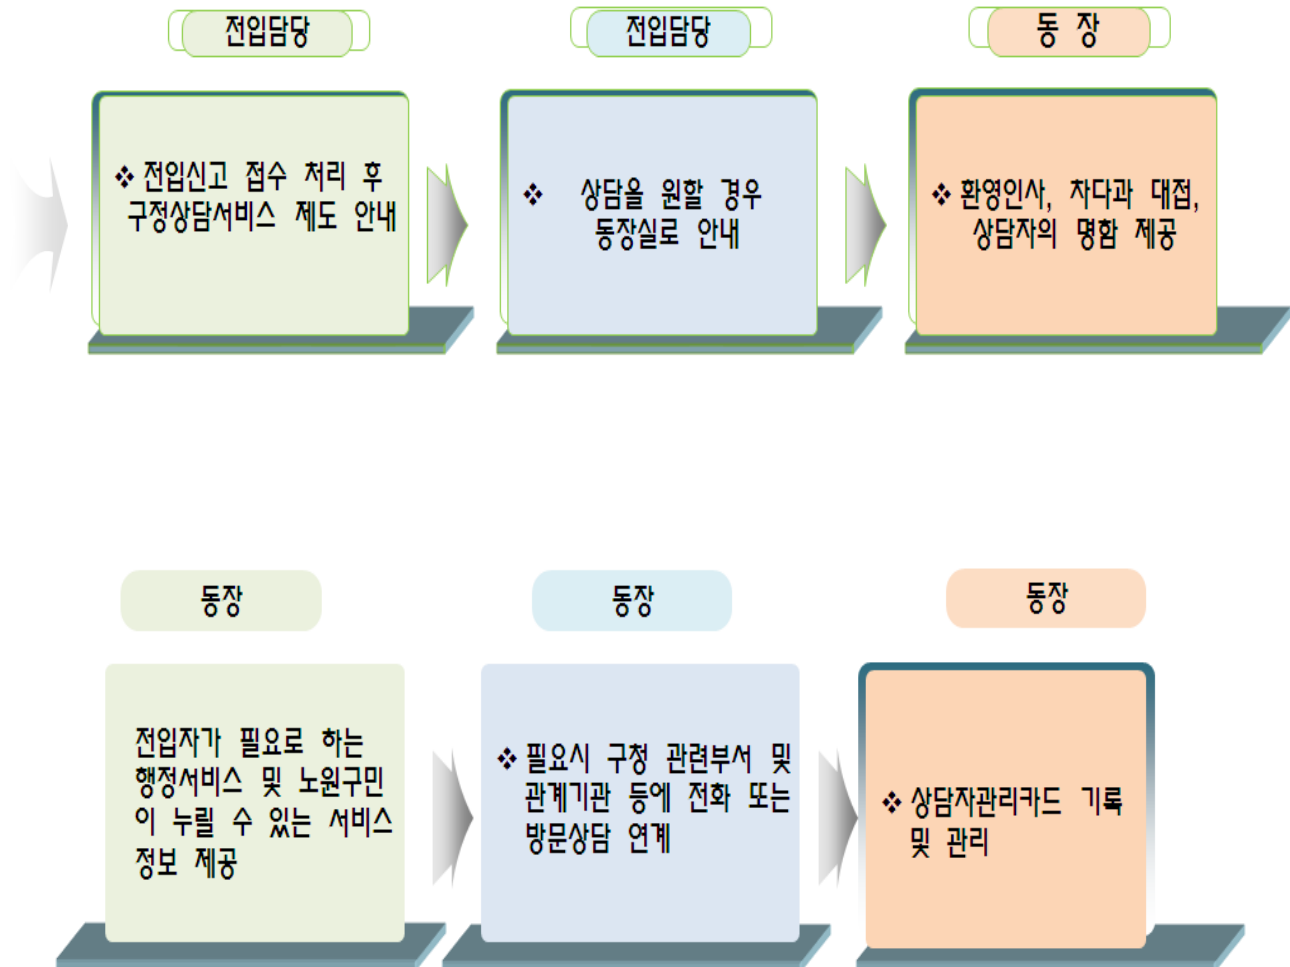 전입담당
전입담당
동 장
❖ 전입신고 접수 처리 후
구정상담서비스 제도 안내
❖ 상담을 원할 경우
동장실로 안내
❖ 환영인사, 차다과 대접,
상담자의 명함 제공
동장
동장
동장
전입자가 필요로 하는
행정서비스 및 노원구민
이 누릴 수 있는 서비스
정보 제공
❖ 필요시 구청 관련부서 및
관계기관 등에 전화 또는
방문상담 연계
❖ 상담자관리카드 기록
및 관리